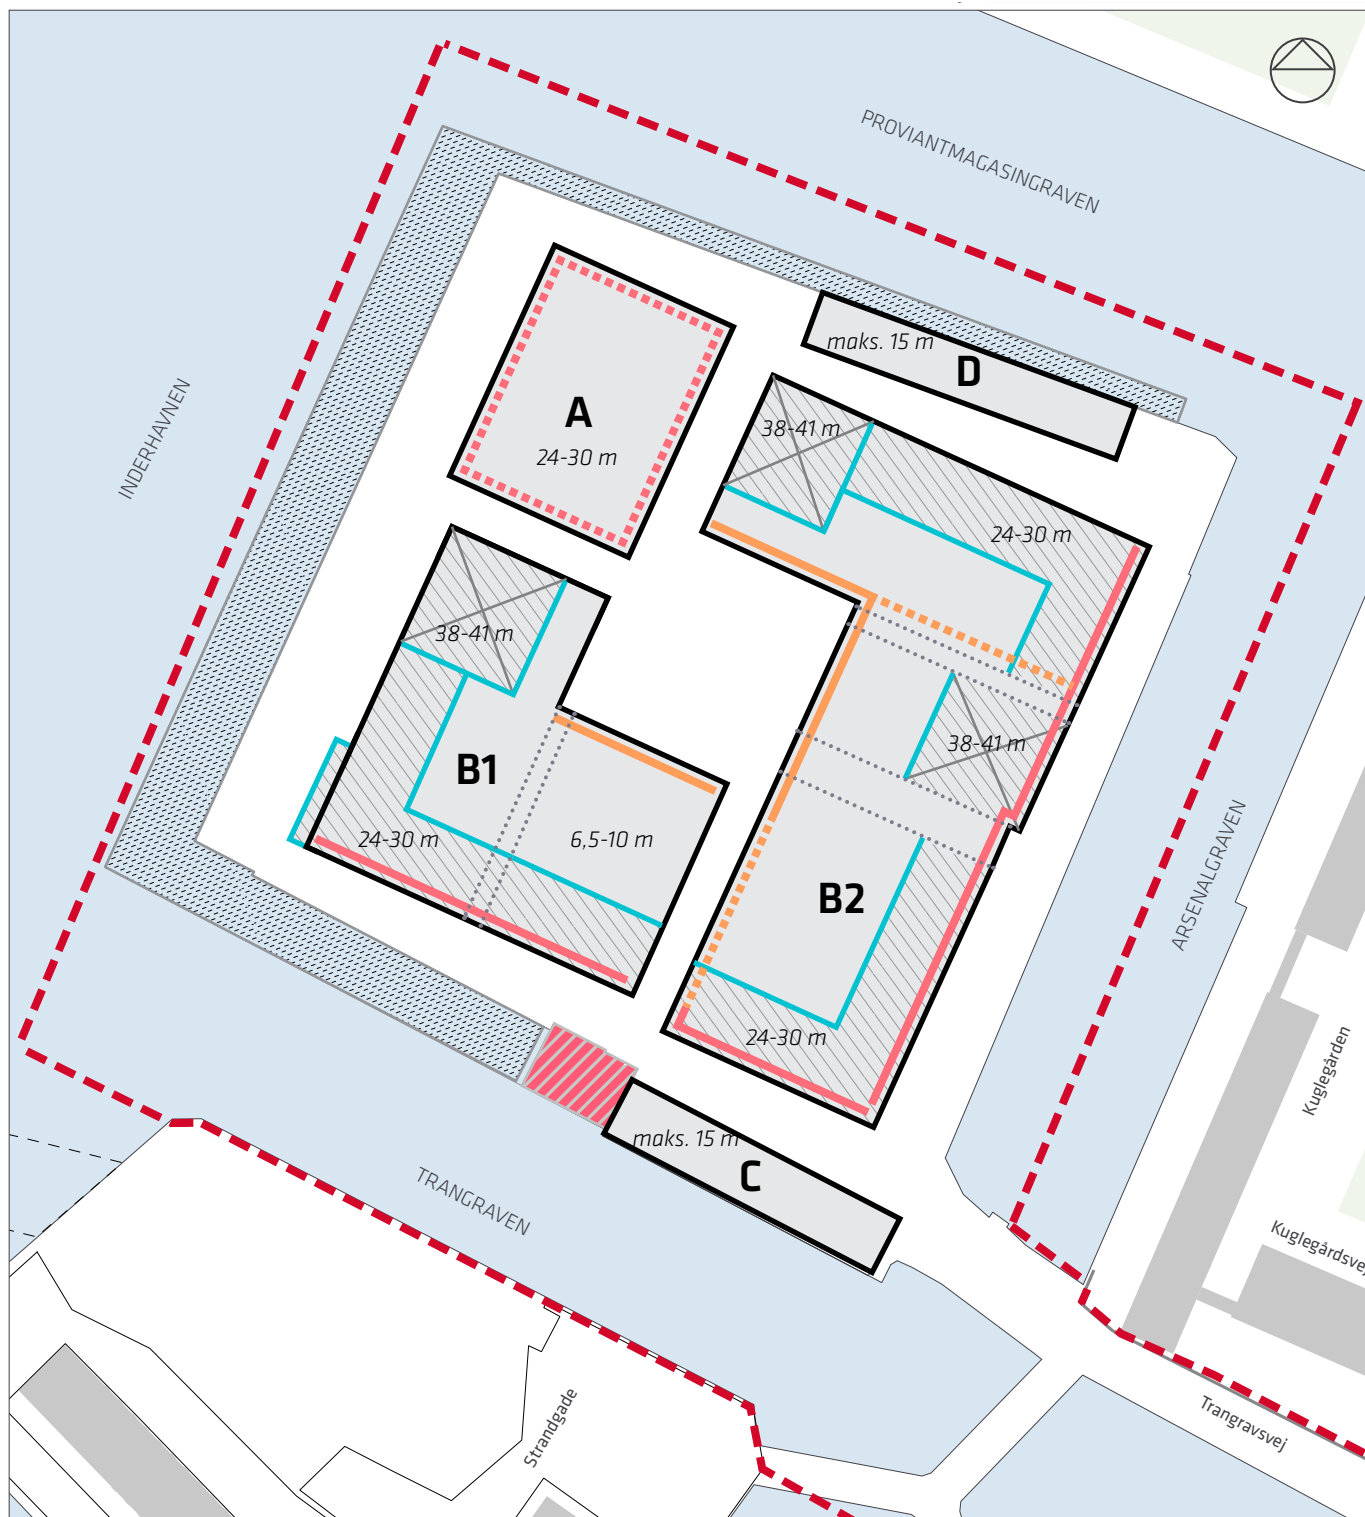 PROVIANTMAGASINGRAVEN
INDERHAVNEN
maks. 15 m
D
A
24-30 m
38-41 m
24-30 m
38-41 m
38-41 m
B1
24-30 m
6,5-10 m
B2
24-30 m
ARSENALGRAVEN
Kuglegården
maks. 15 m
C
TRANGRAVEN
Kuglegårdsvej
Strandgade
Trangravsvej